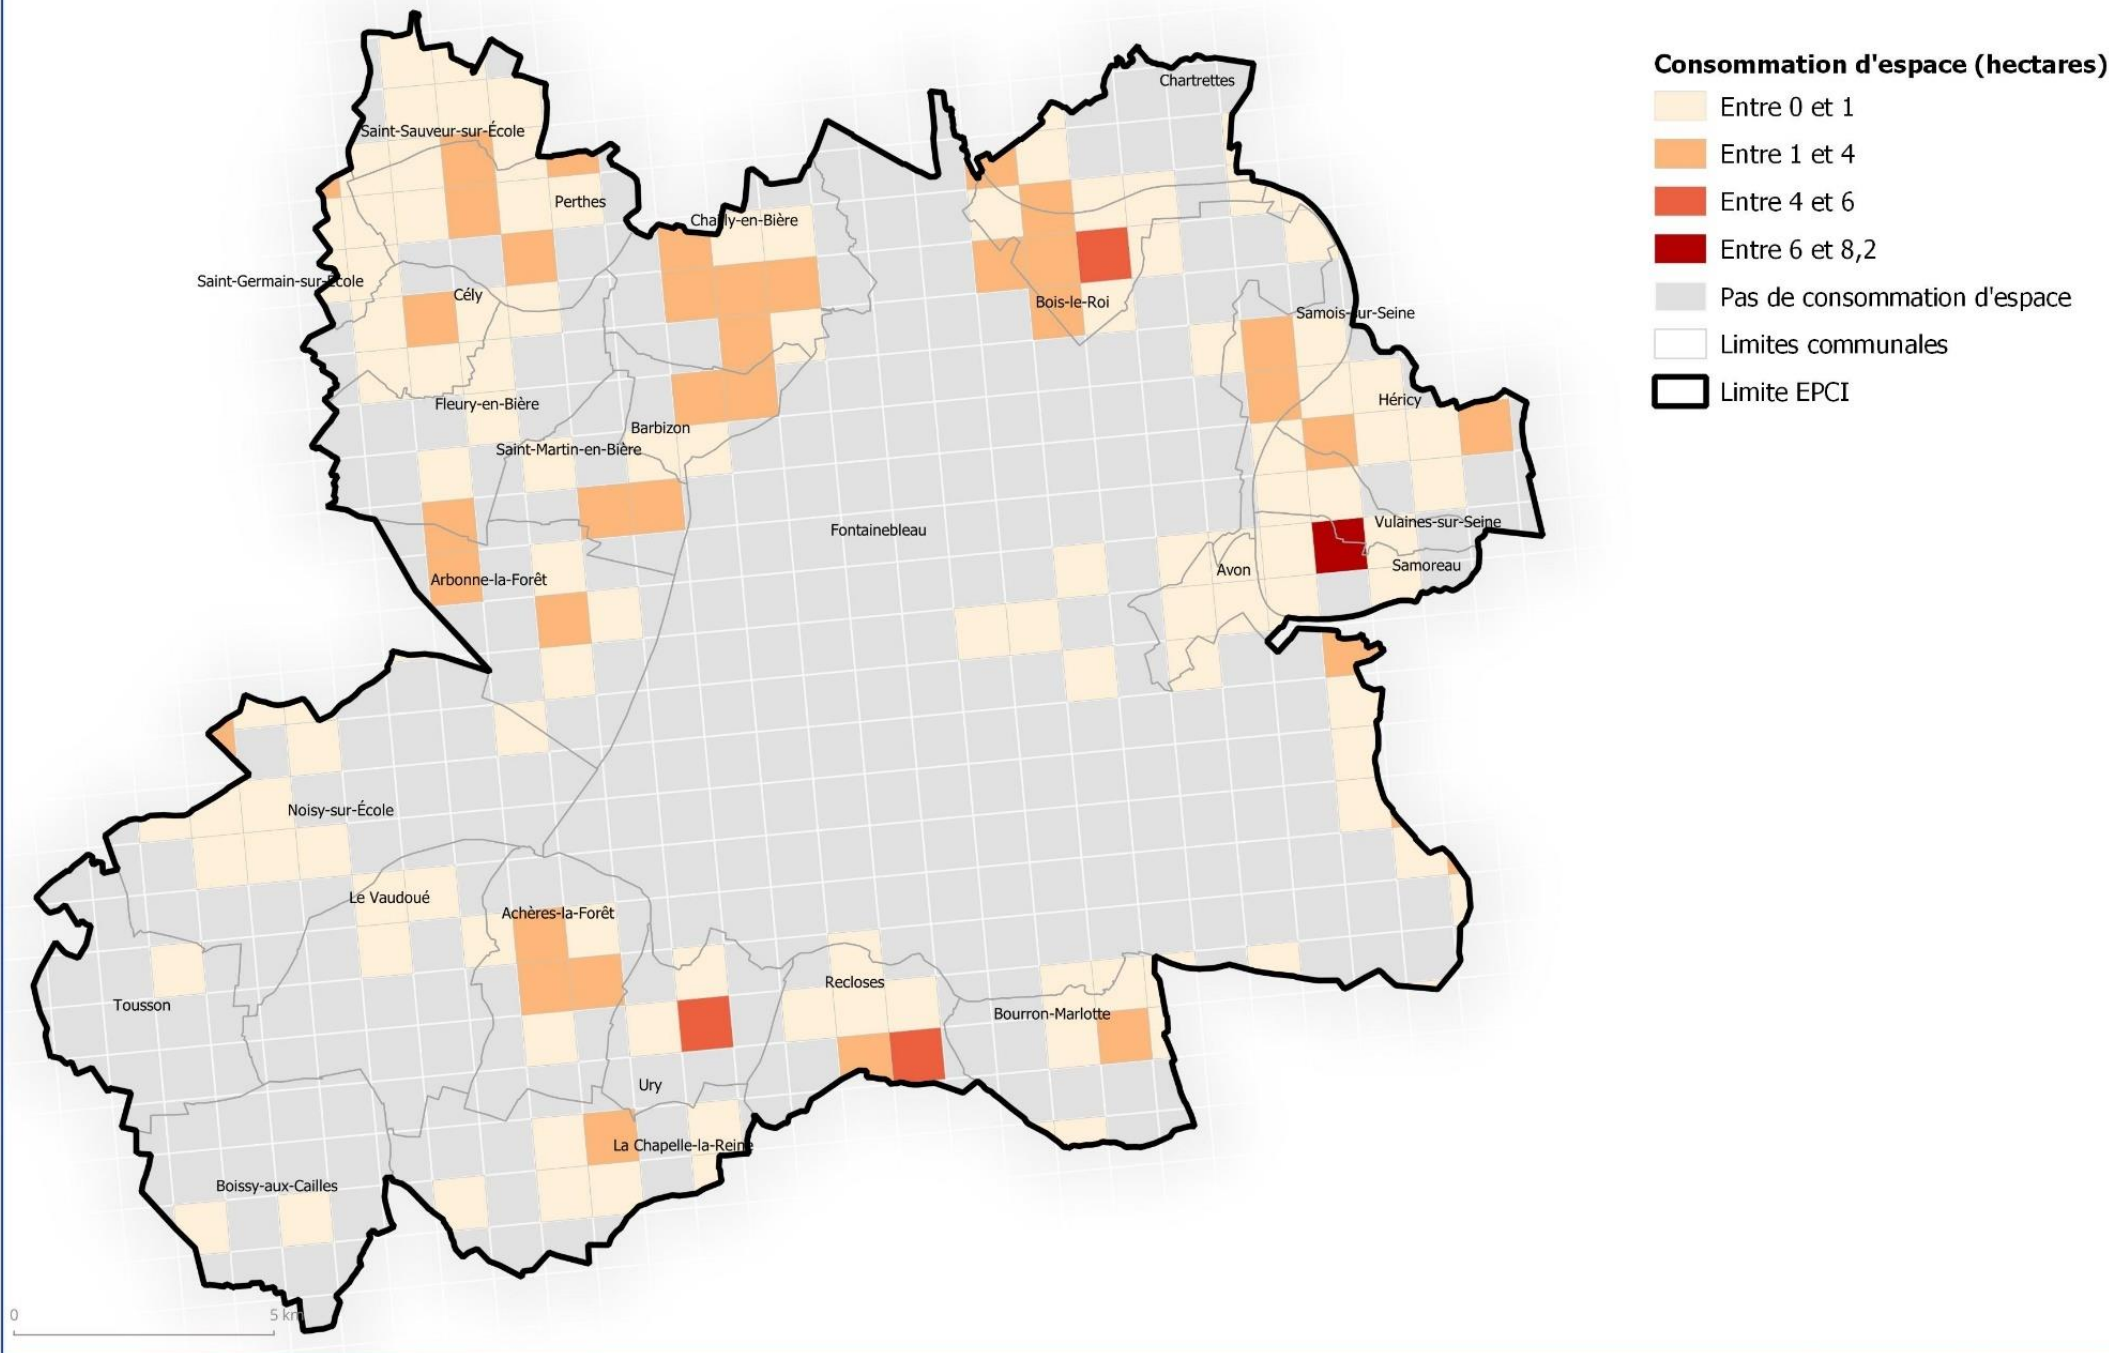 Consommation d'espace (hectares)
Entre 0 et 1
Entre 1 et 4
Entre 4 et 6
Entre 6 et 8,2
Pas de consommation d'espace
Limites communales
Limite EPCI
Chartrettes
Saint-Sauveur-sur-École
Perthes
Chailly-en-Bière
Saint-Germain-sur-École
Cély
Bois-le-Roi
Samois-sur-Seine
Héricy
Fleury-en-Bière
Barbizon
Saint-Martin-en-Bière
Fontainebleau
Vulaines-sur-Seine
Avon
Samoreau
Arbonne-la-Forêt
Noisy-sur-École
Le Vaudoué
Achères-la-Forêt
Recloses
Tousson
Bourron-Marlotte
Ury
La Chapelle-la-Reine
Boissy-aux-Cailles
0 5 km